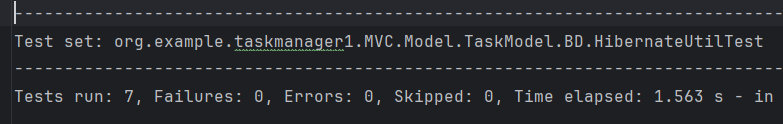 -------------------------------------------------------------------------------
Test set: org.example.taskmanager1.MVC.Model.TaskModel.BD.HibernateUtilTest
-------------------------------------------------------------------------------
Tests run: 7, Failures: 0, Errors: 0, Skipped: 0, Time elapsed: 1.563 s - in